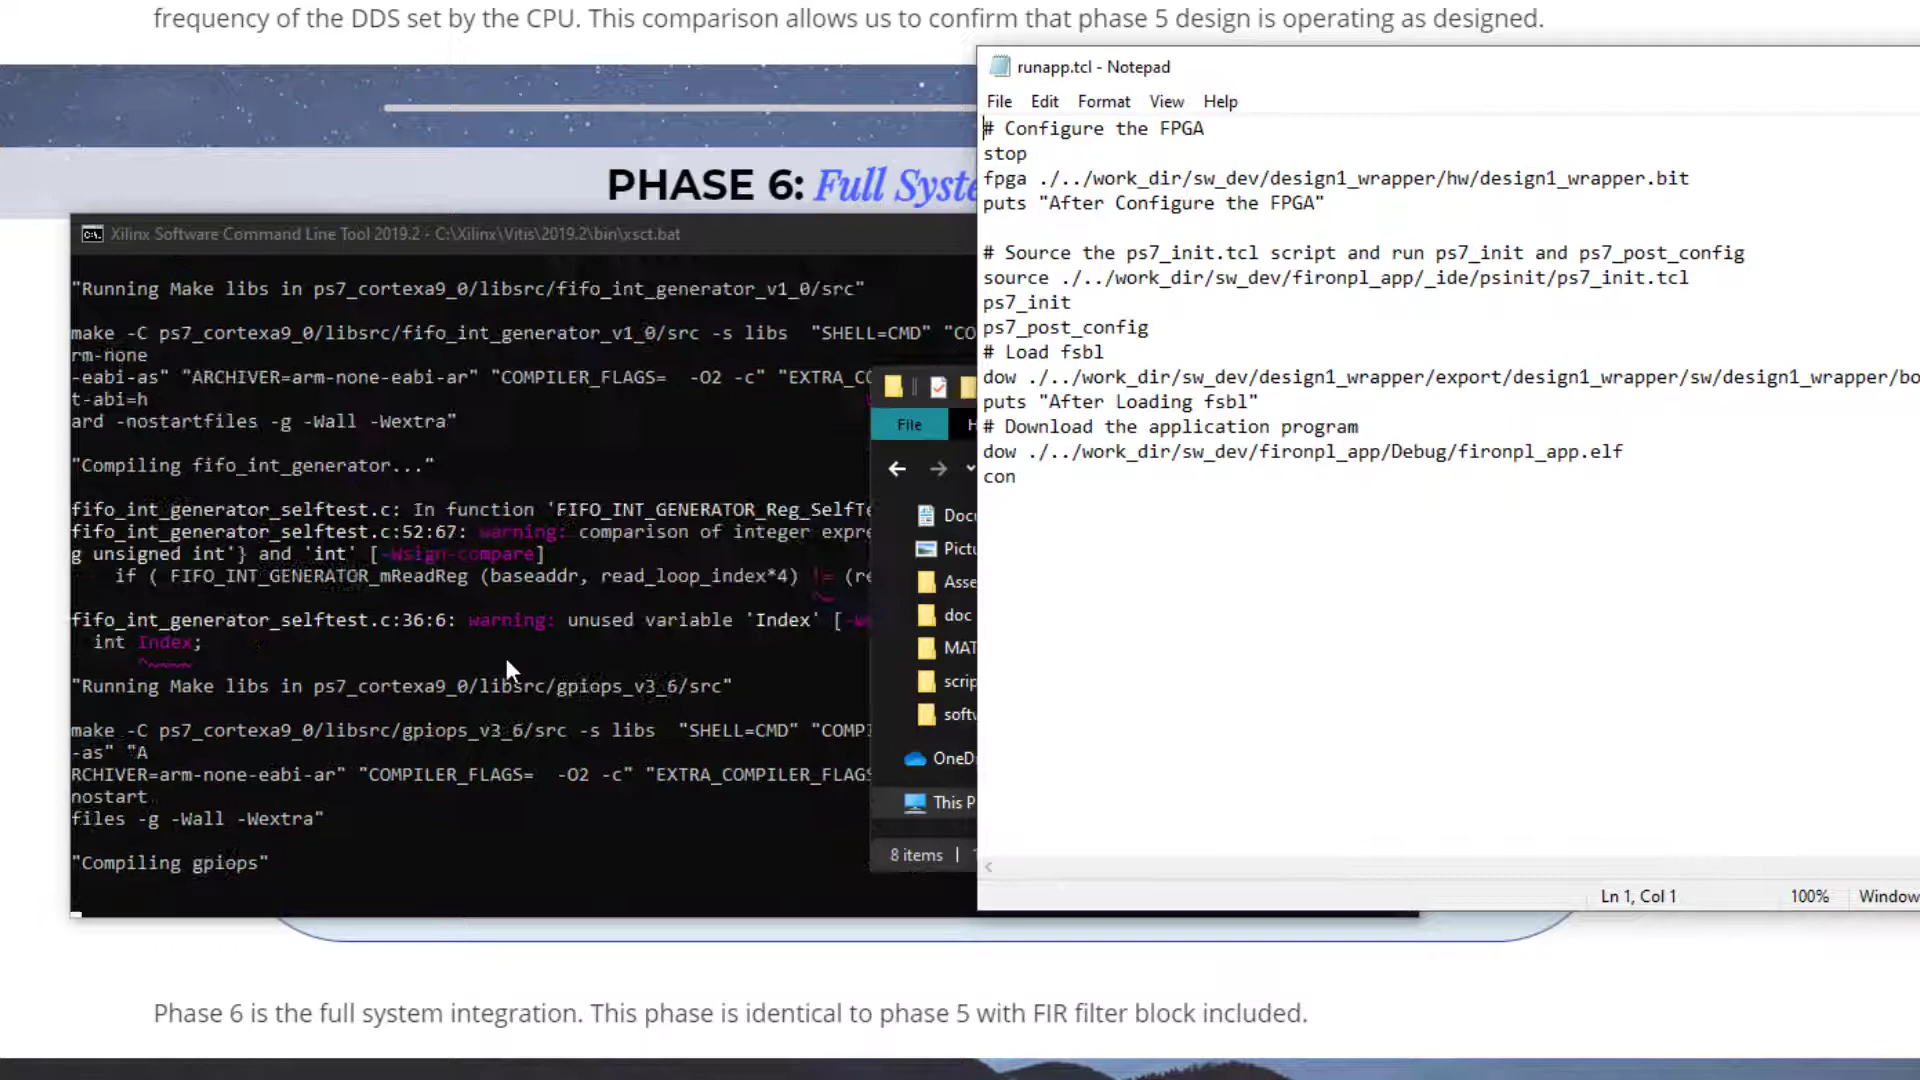 frequency of the DDS set by the CPU. This comparison allows us to confirm that phase 5 design is operating as designed.
PHASE 6: Full Syste
Xilinx Software Command Line Tool 2019.2 - C:\Xilinx\Vitis\2019.2\bin\xsct.bat
"Running Make libs in ps7_cortexa9_0/libsrc/fifo_int_generator_v1_0/src"
make -C ps7_cortexa9_0/libsrc/fifo_int_generator_v1_0/src -s libs  "SHELL=CMD" "CO
rm-none
-eabi-as" "ARCHIVER=arm-none-eabi-ar" "COMPILER_FLAGS=  -O2 -c" "EXTRA_CO
t-abi=h
ard -nostartfiles -g -Wall -Wextra"
"Compiling fifo_int_generator..."
fifo_int_generator_selftest.c: In function 'FIFO_INT_GENERATOR_Reg_SelfTe
fifo_int_generator_selftest.c:52:67: warning: comparison of integer expre
g unsigned int'} and 'int' [-Wsign-compare]
if ( FIFO_INT_GENERATOR_mReadReg (baseaddr, read_loop_index*4) != (re
^~
fifo_int_generator_selftest.c:36:6: warning: unused variable 'Index' [-W
int Index;
^~~~~
"Running Make libs in ps7_cortexa9_0/libsrc/gpiops_v3_6/src"
make -C ps7_cortexa9_0/libsrc/gpiops_v3_6/src -s libs  "SHELL=CMD" "COMPI
-as" "A
RCHIVER=arm-none-eabi-ar" "COMPILER_FLAGS=  -O2 -c" "EXTRA_COMPILER_FLAGS
nostart
files -g -Wall -Wextra"
"Compiling gpiops"
File
H
Docu
Pictu
Asse
doc
MAT
scrip
softw
OneD
This P
8 items
runapp.tcl - Notepad
File Edit Format View Help
# Configure the FPGA
stop
fpga ./../work_dir/sw_dev/design1_wrapper/hw/design1_wrapper.bit
puts "After Configure the FPGA"
# Source the ps7_init.tcl script and run ps7_init and ps7_post_config
source ./../work_dir/sw_dev/fironpl_app/_ide/psinit/ps7_init.tcl
ps7_init
ps7_post_config
# Load fsbl
dow ./../work_dir/sw_dev/design1_wrapper/export/design1_wrapper/sw/design1_wrapper/bo
puts "After Loading fsbl"
# Download the application program
dow ./../work_dir/sw_dev/fironpl_app/Debug/fironpl_app.elf
con
Ln 1, Col 1
100%
Window
Phase 6 is the full system integration. This phase is identical to phase 5 with FIR filter block included.